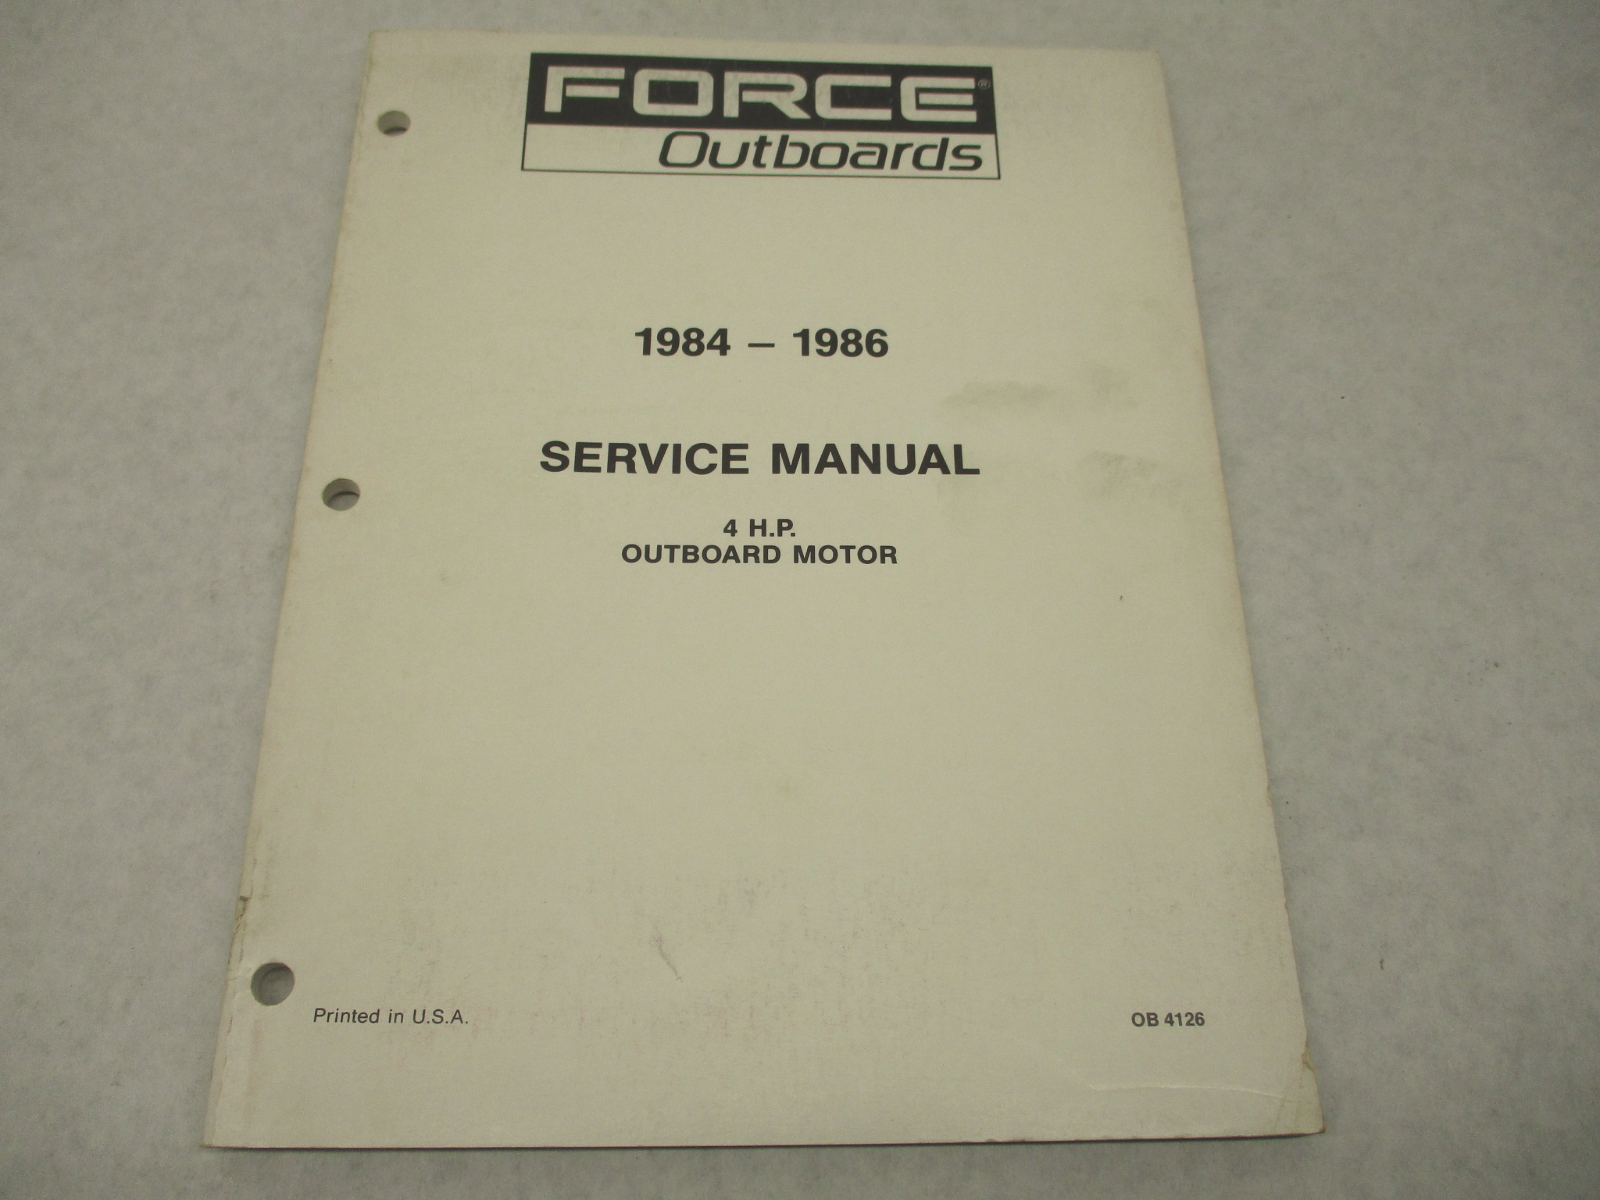 FORCE®
Outboards
1984 – 1986
SERVICE MANUAL
4 H.P.
OUTBOARD MOTOR
Printed in U.S.A.
OB 4126